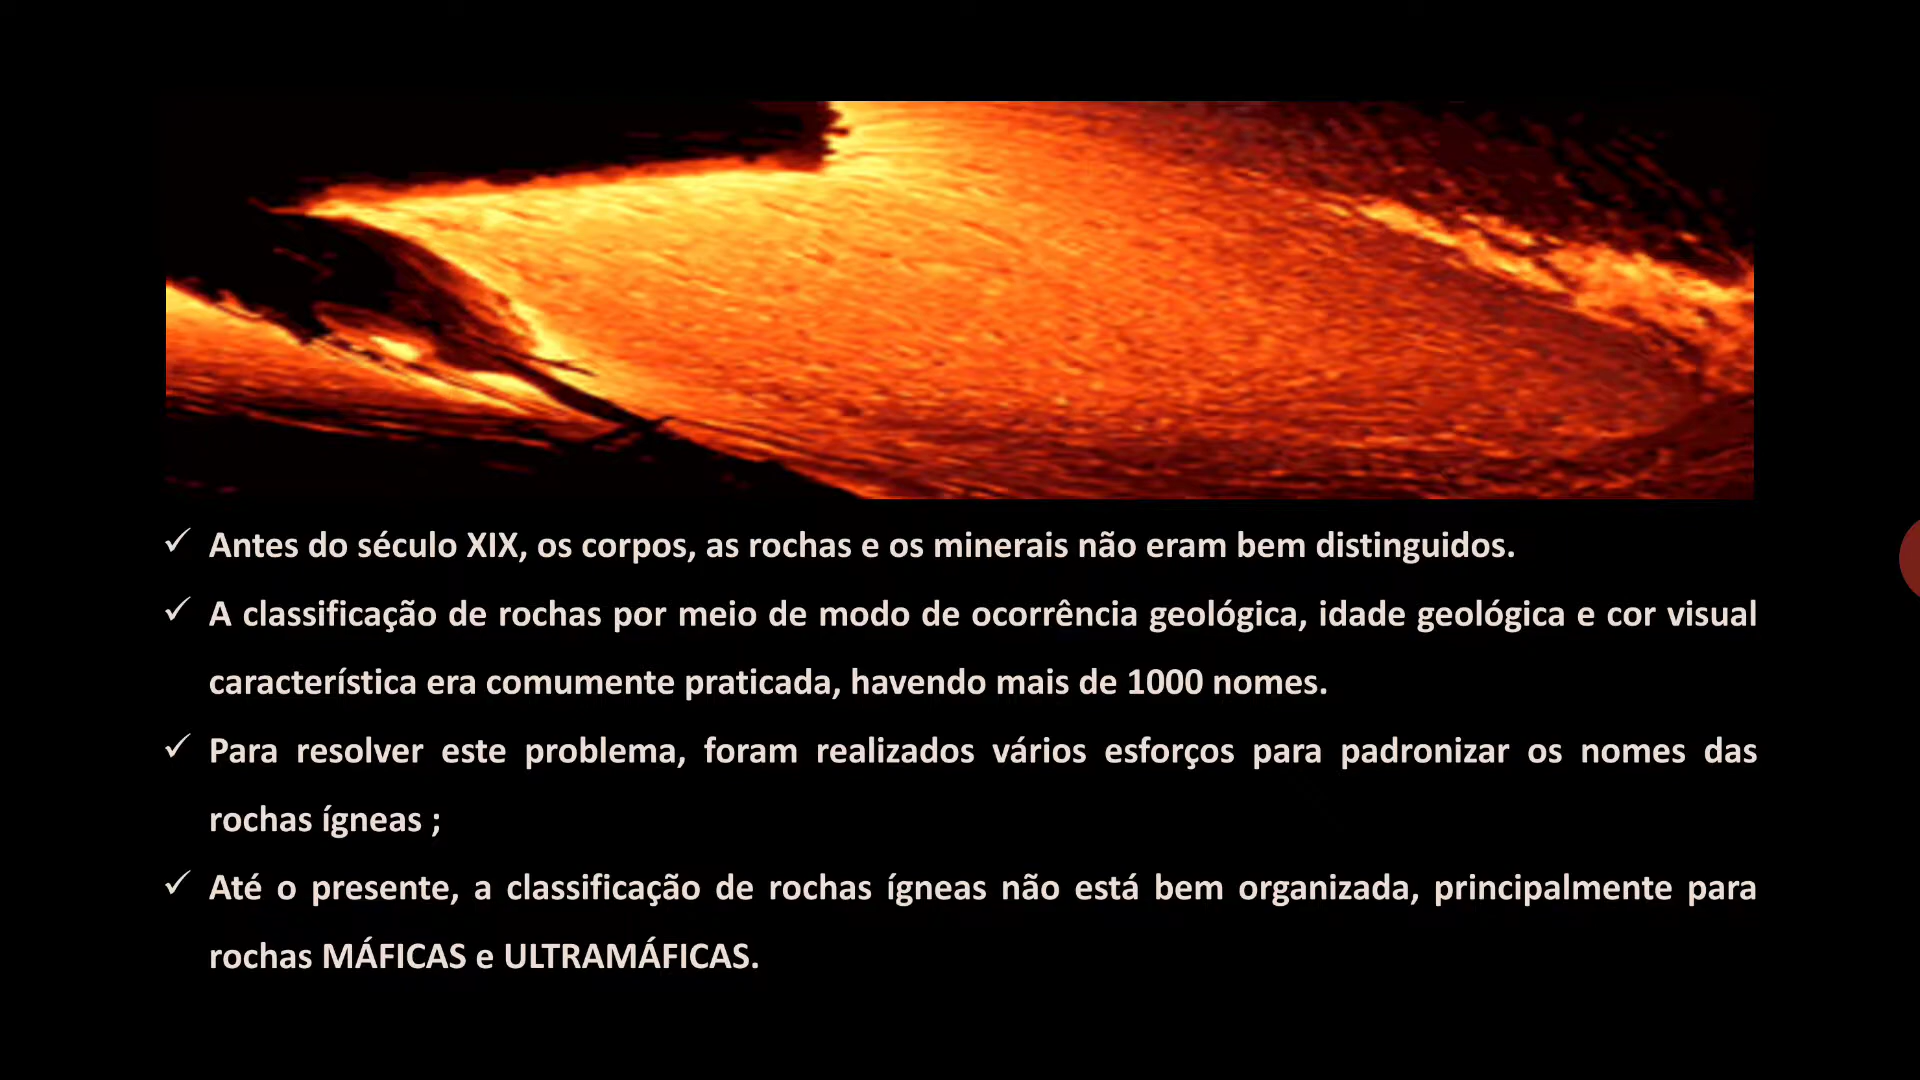 ✓ Antes do século XIX, os corpos, as rochas e os minerais não eram bem distinguidos.
✓ A classificação de rochas por meio de modo de ocorrência geológica, idade geológica e cor visual
característica era comumente praticada, havendo mais de 1000 nomes.
✓ Para resolver este problema, foram realizados vários esforços para padronizar os nomes das
rochas ígneas ;
✓ Até o presente, a classificação de rochas ígneas não está bem organizada, principalmente para
rochas MÁFICAS e ULTRAMÁFICAS.